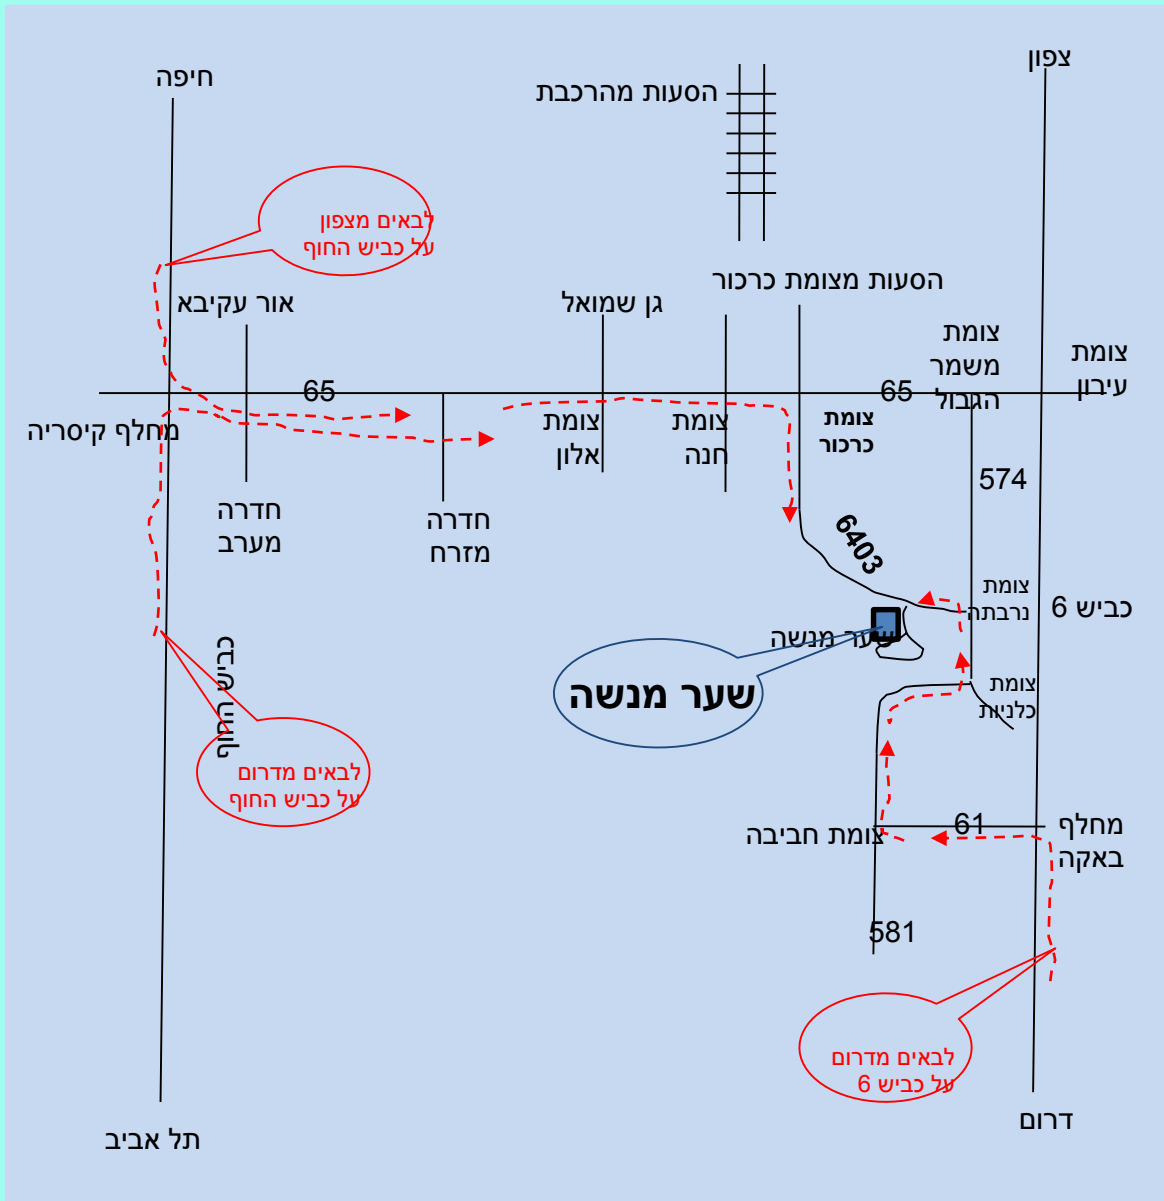 צפון
חיפה
הסעות מהרכבת
לבאים מצפון
על כביש החוף
הסעות מצומת כרכור
אור עקיבא
גן שמואל
צומת
משמר
הגבול
צומת
עירון
65
65
מחלף קיסריה
צומת
אלון
צומת
חנה
צומת
כרכור
574
חדרה
מערב
חדרה
מזרח
6403
צומת
נרבתה
כביש 6
שער מנשה
שער מנשה
צומת
כלניות
כביש החוף
לבאים מדרום
על כביש החוף
61
צומת חביבה
מחלף
באקה
581
לבאים מדרום
על כביש 6
תל אביב
דרום